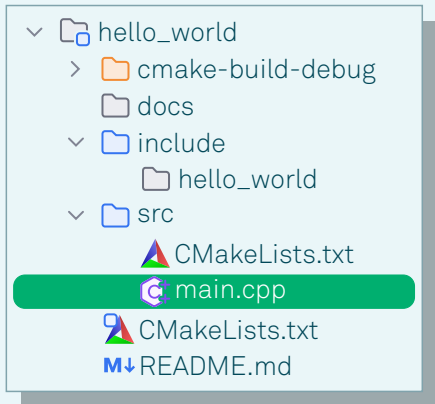 hello_world
cmake-build-debug
docs
include
hello_world
src
CMakeLists.txt
main.cpp
CMakeLists.txt
README.md